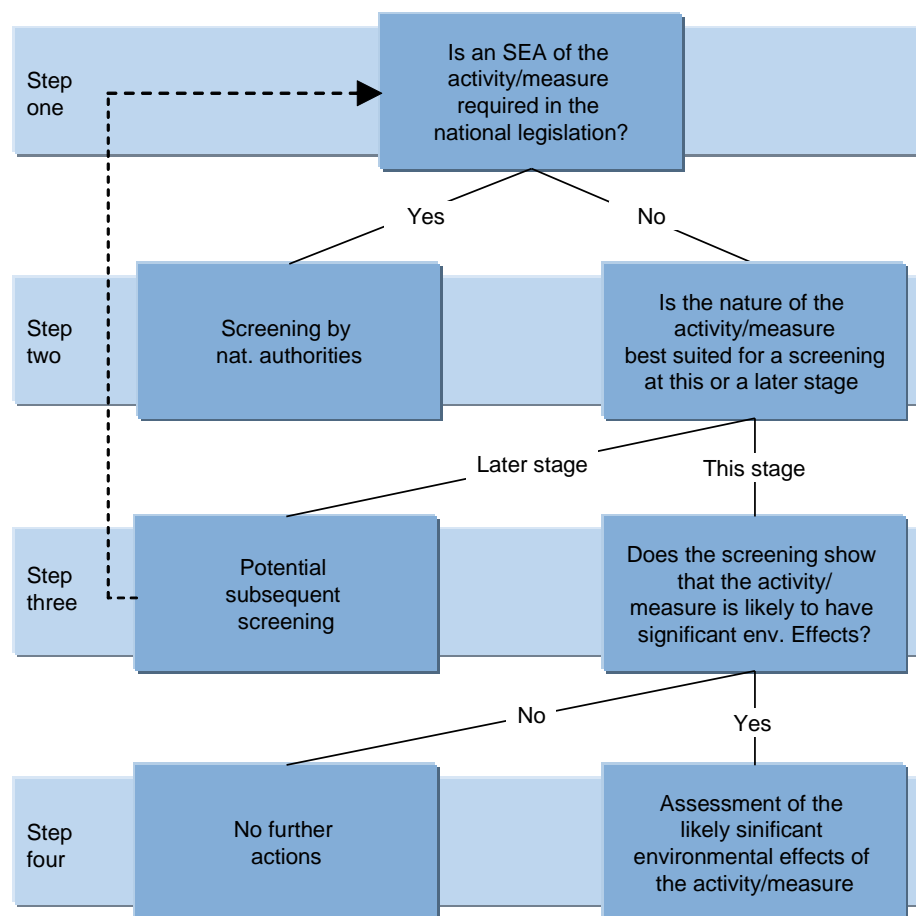 Step
one
Is an SEA of the
activity/measure
required in the
national legislation?
Yes
No
Step
two
Screening by
nat. authorities
Is the nature of the
activity/measure
best suited for a screening
at this or a later stage
Later stage
This stage
Step
three
Potential
subsequent
screening
Does the screening show
that the activity/
measure is likely to have
significant env. Effects?
No
Yes
Step
four
No further
actions
Assessment of the
likely sinificant
environmental effects of
the activity/measure